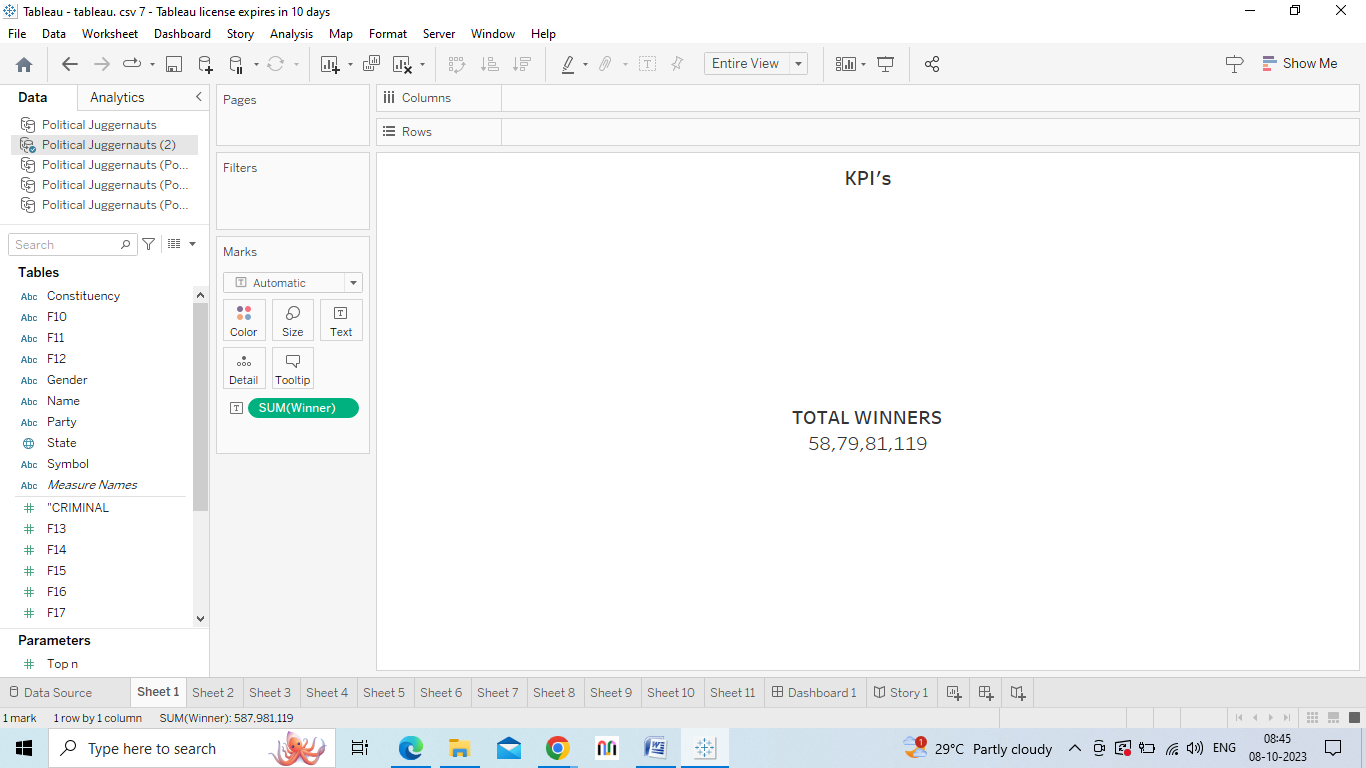 Tableau - tableau. csv 7 - Tableau license expires in 10 days
File Data Worksheet Dashboard Story Analysis Map Format Server Window Help
Entire View
Show Me
Data Analytics
Political Juggernauts
Political Juggernauts (2)
Political Juggernauts (Po...
Political Juggernauts (Po...
Political Juggernauts (Po...
Search
Tables
Abc Constituency
Abc F10
Abc F11
Abc F12
Abc Gender
Abc Name
Abc Party
State
Abc Symbol
Abc Measure Names
# "CRIMINAL
# F13
# F14
# F15
# F16
# F17
Parameters
# Top n
Pages
Filters
Marks
T Automatic
Color Size T Text
Detail Tooltip
T SUM(Winner)
Columns
Rows
KPI's
TOTAL WINNERS
58,79,81,119
Data Source Sheet 1 Sheet 2 Sheet 3 Sheet 4 Sheet 5 Sheet 6 Sheet 7 Sheet 8 Sheet 9 Sheet 10 Sheet 11 Dashboard 1 Story 1
1 mark 1 row by 1 column SUM(Winner): 587,981,119
Type here to search
1 29°C Partly cloudy ENG
08:45
08-10-2023